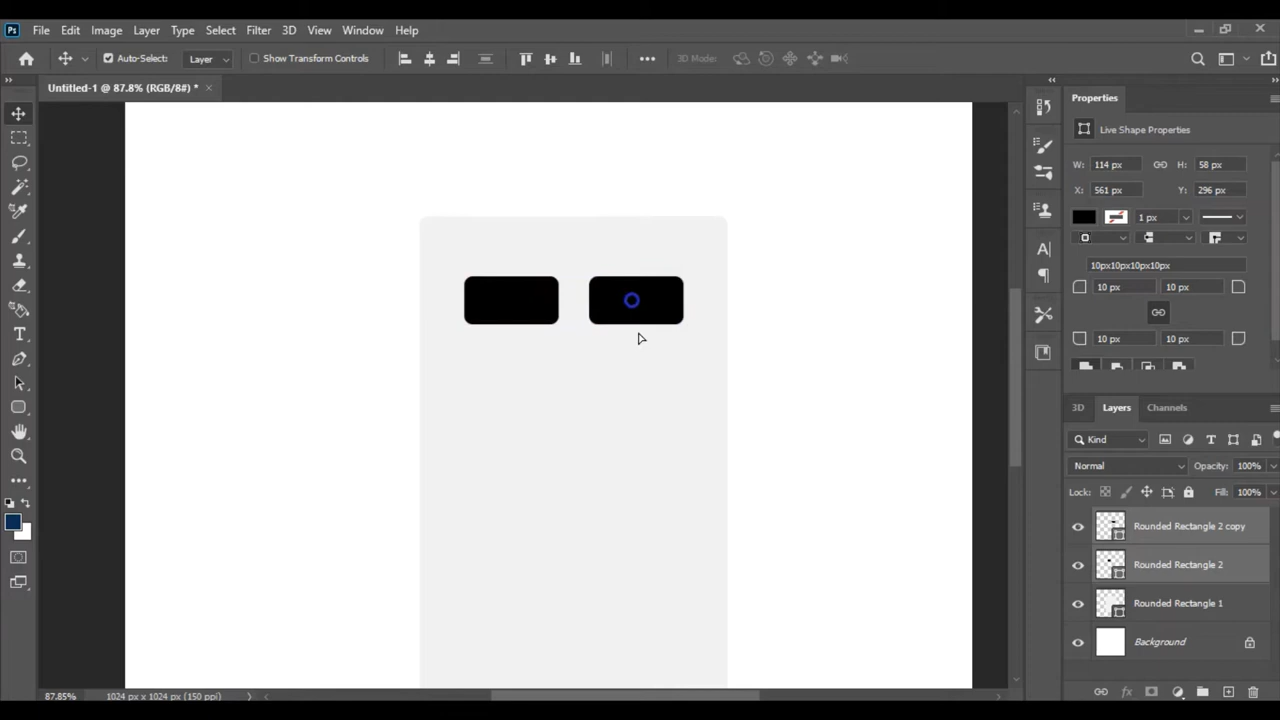 Ps File Edit Image Layer Type Select Filter 3D View Window Help
Auto-Select: Layer Show Transform Controls 3D Mode:
Untitled-1 @ 87.8% (RGB/8#) *
Properties
Live Shape Properties
W: 114 px H: 58 px
X: 561 px Y: 296 px
1 px
10px10px10px10px
10 px 10 px
10 px 10 px
3D Layers Channels
Kind
Normal Opacity: 100%
Lock: Fill: 100%
Rounded Rectangle 2 copy
Rounded Rectangle 2
Rounded Rectangle 1
Background
87.85% 1024 px x 1024 px (150 ppi)